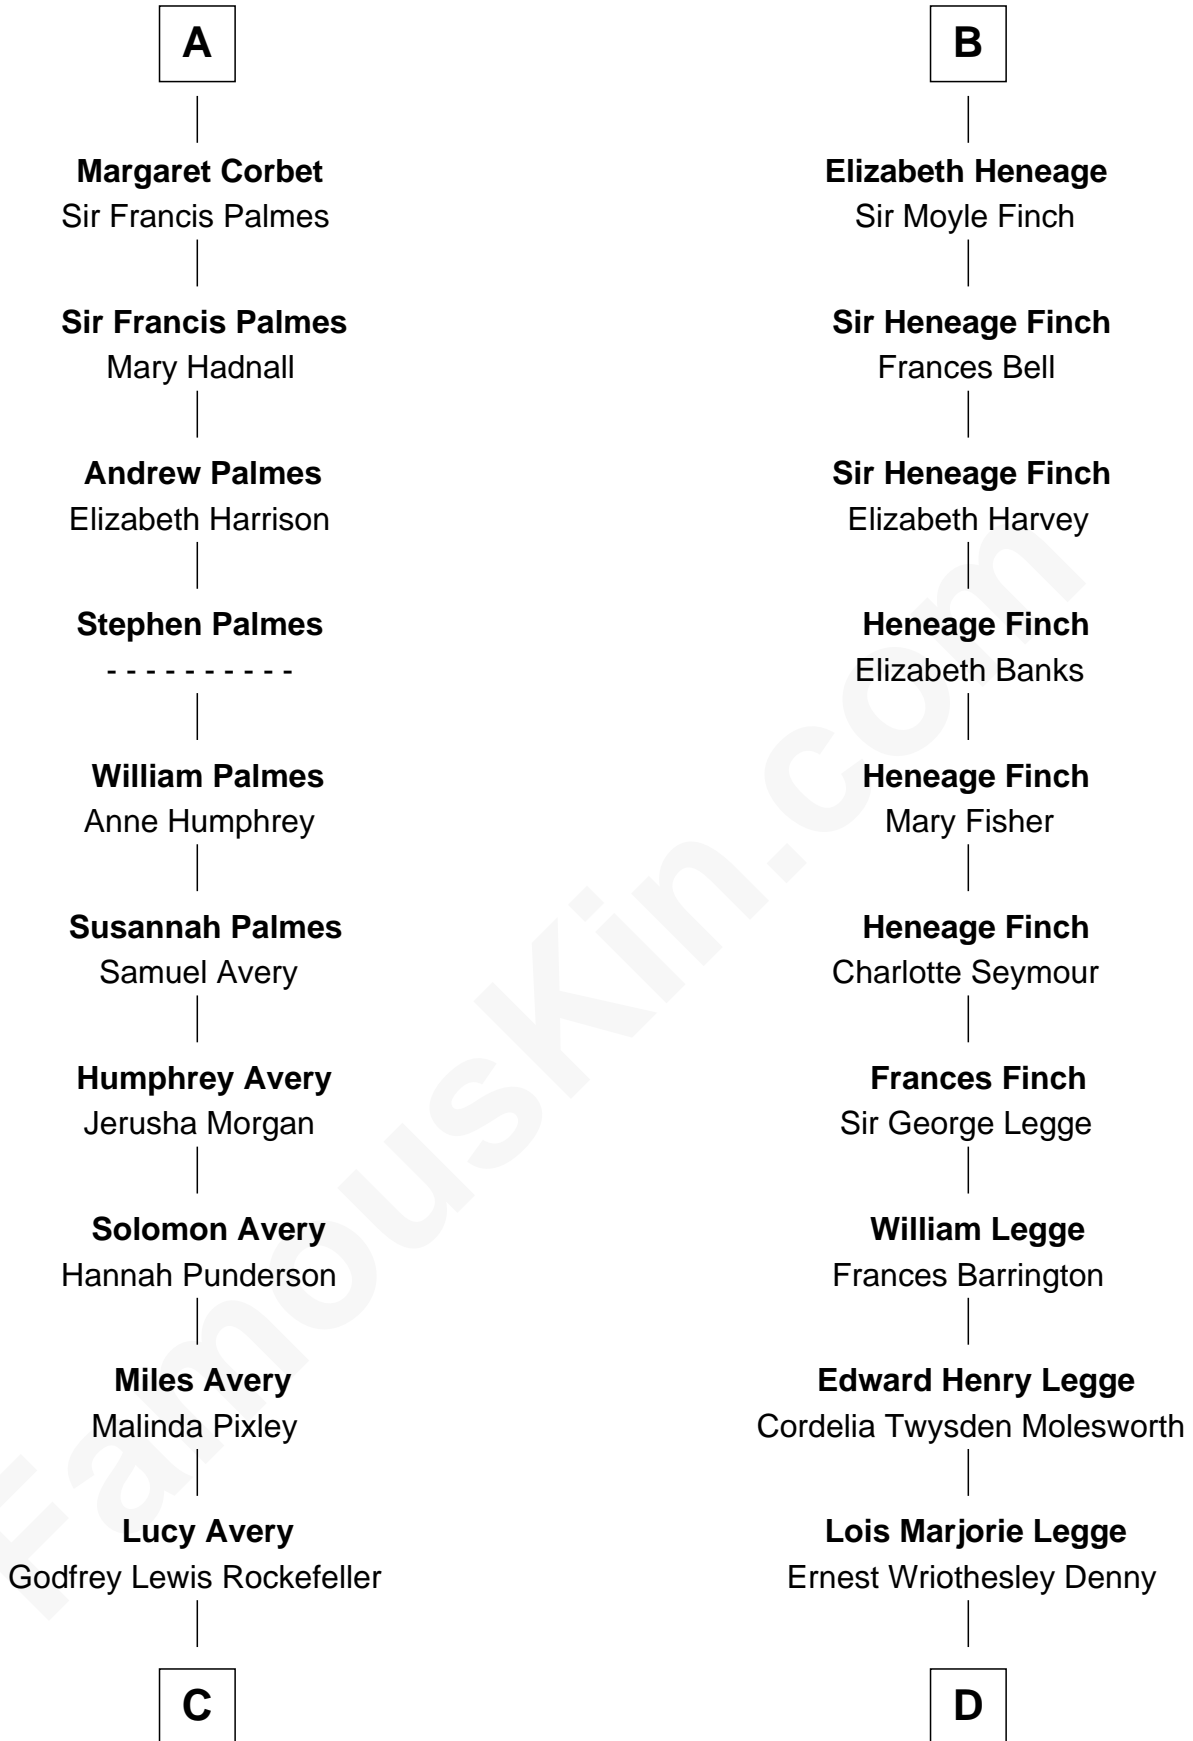 A
Margaret Corbet
Sir Francis Palmes
Sir Francis Palmes
Mary Hadnall
Andrew Palmes
Elizabeth Harrison
Stephen Palmes
- - - - - - - - - -
William Palmes
Anne Humphrey
Susannah Palmes
Samuel Avery
Humphrey Avery
Jerusha Morgan
Solomon Avery
Hannah Punderson
Miles Avery
Malinda Pixley
Lucy Avery
Godfrey Lewis Rockefeller
C
B
Elizabeth Heneage
Sir Moyle Finch
Sir Heneage Finch
Frances Bell
Sir Heneage Finch
Elizabeth Harvey
Heneage Finch
Elizabeth Banks
Heneage Finch
Mary Fisher
Heneage Finch
Charlotte Seymour
Frances Finch
Sir George Legge
William Legge
Frances Barrington
Edward Henry Legge
Cordelia Twysden Molesworth
Lois Marjorie Legge
Ernest Wriothesley Denny
D
FamousKin.com